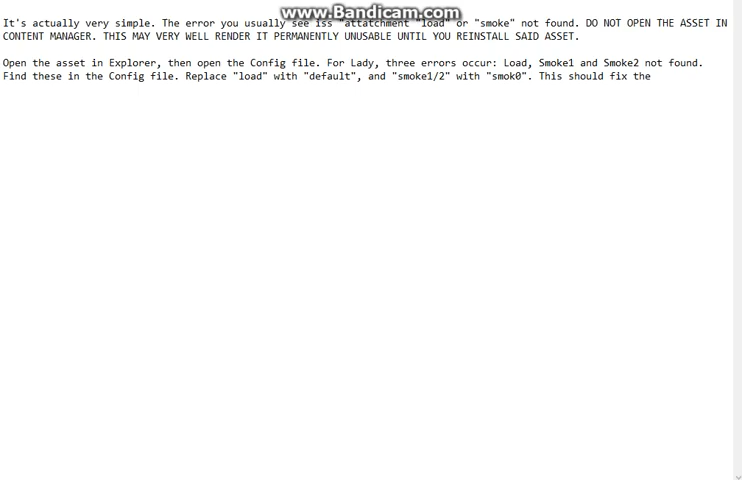 www.Bandicam.com
It's actually very simple. The error you usually see iss "attatchment "load" or "smoke" not found. DO NOT OPEN THE ASSET IN
CONTENT MANAGER. THIS MAY VERY WELL RENDER IT PERMANENTLY UNUSABLE UNTIL YOU REINSTALL SAID ASSET.
Open the asset in Explorer, then open the Config file. For Lady, three errors occur: Load, Smoke1 and Smoke2 not found.
Find these in the Config file. Replace "load" with "default", and "smoke1/2" with "smok0". This should fix the